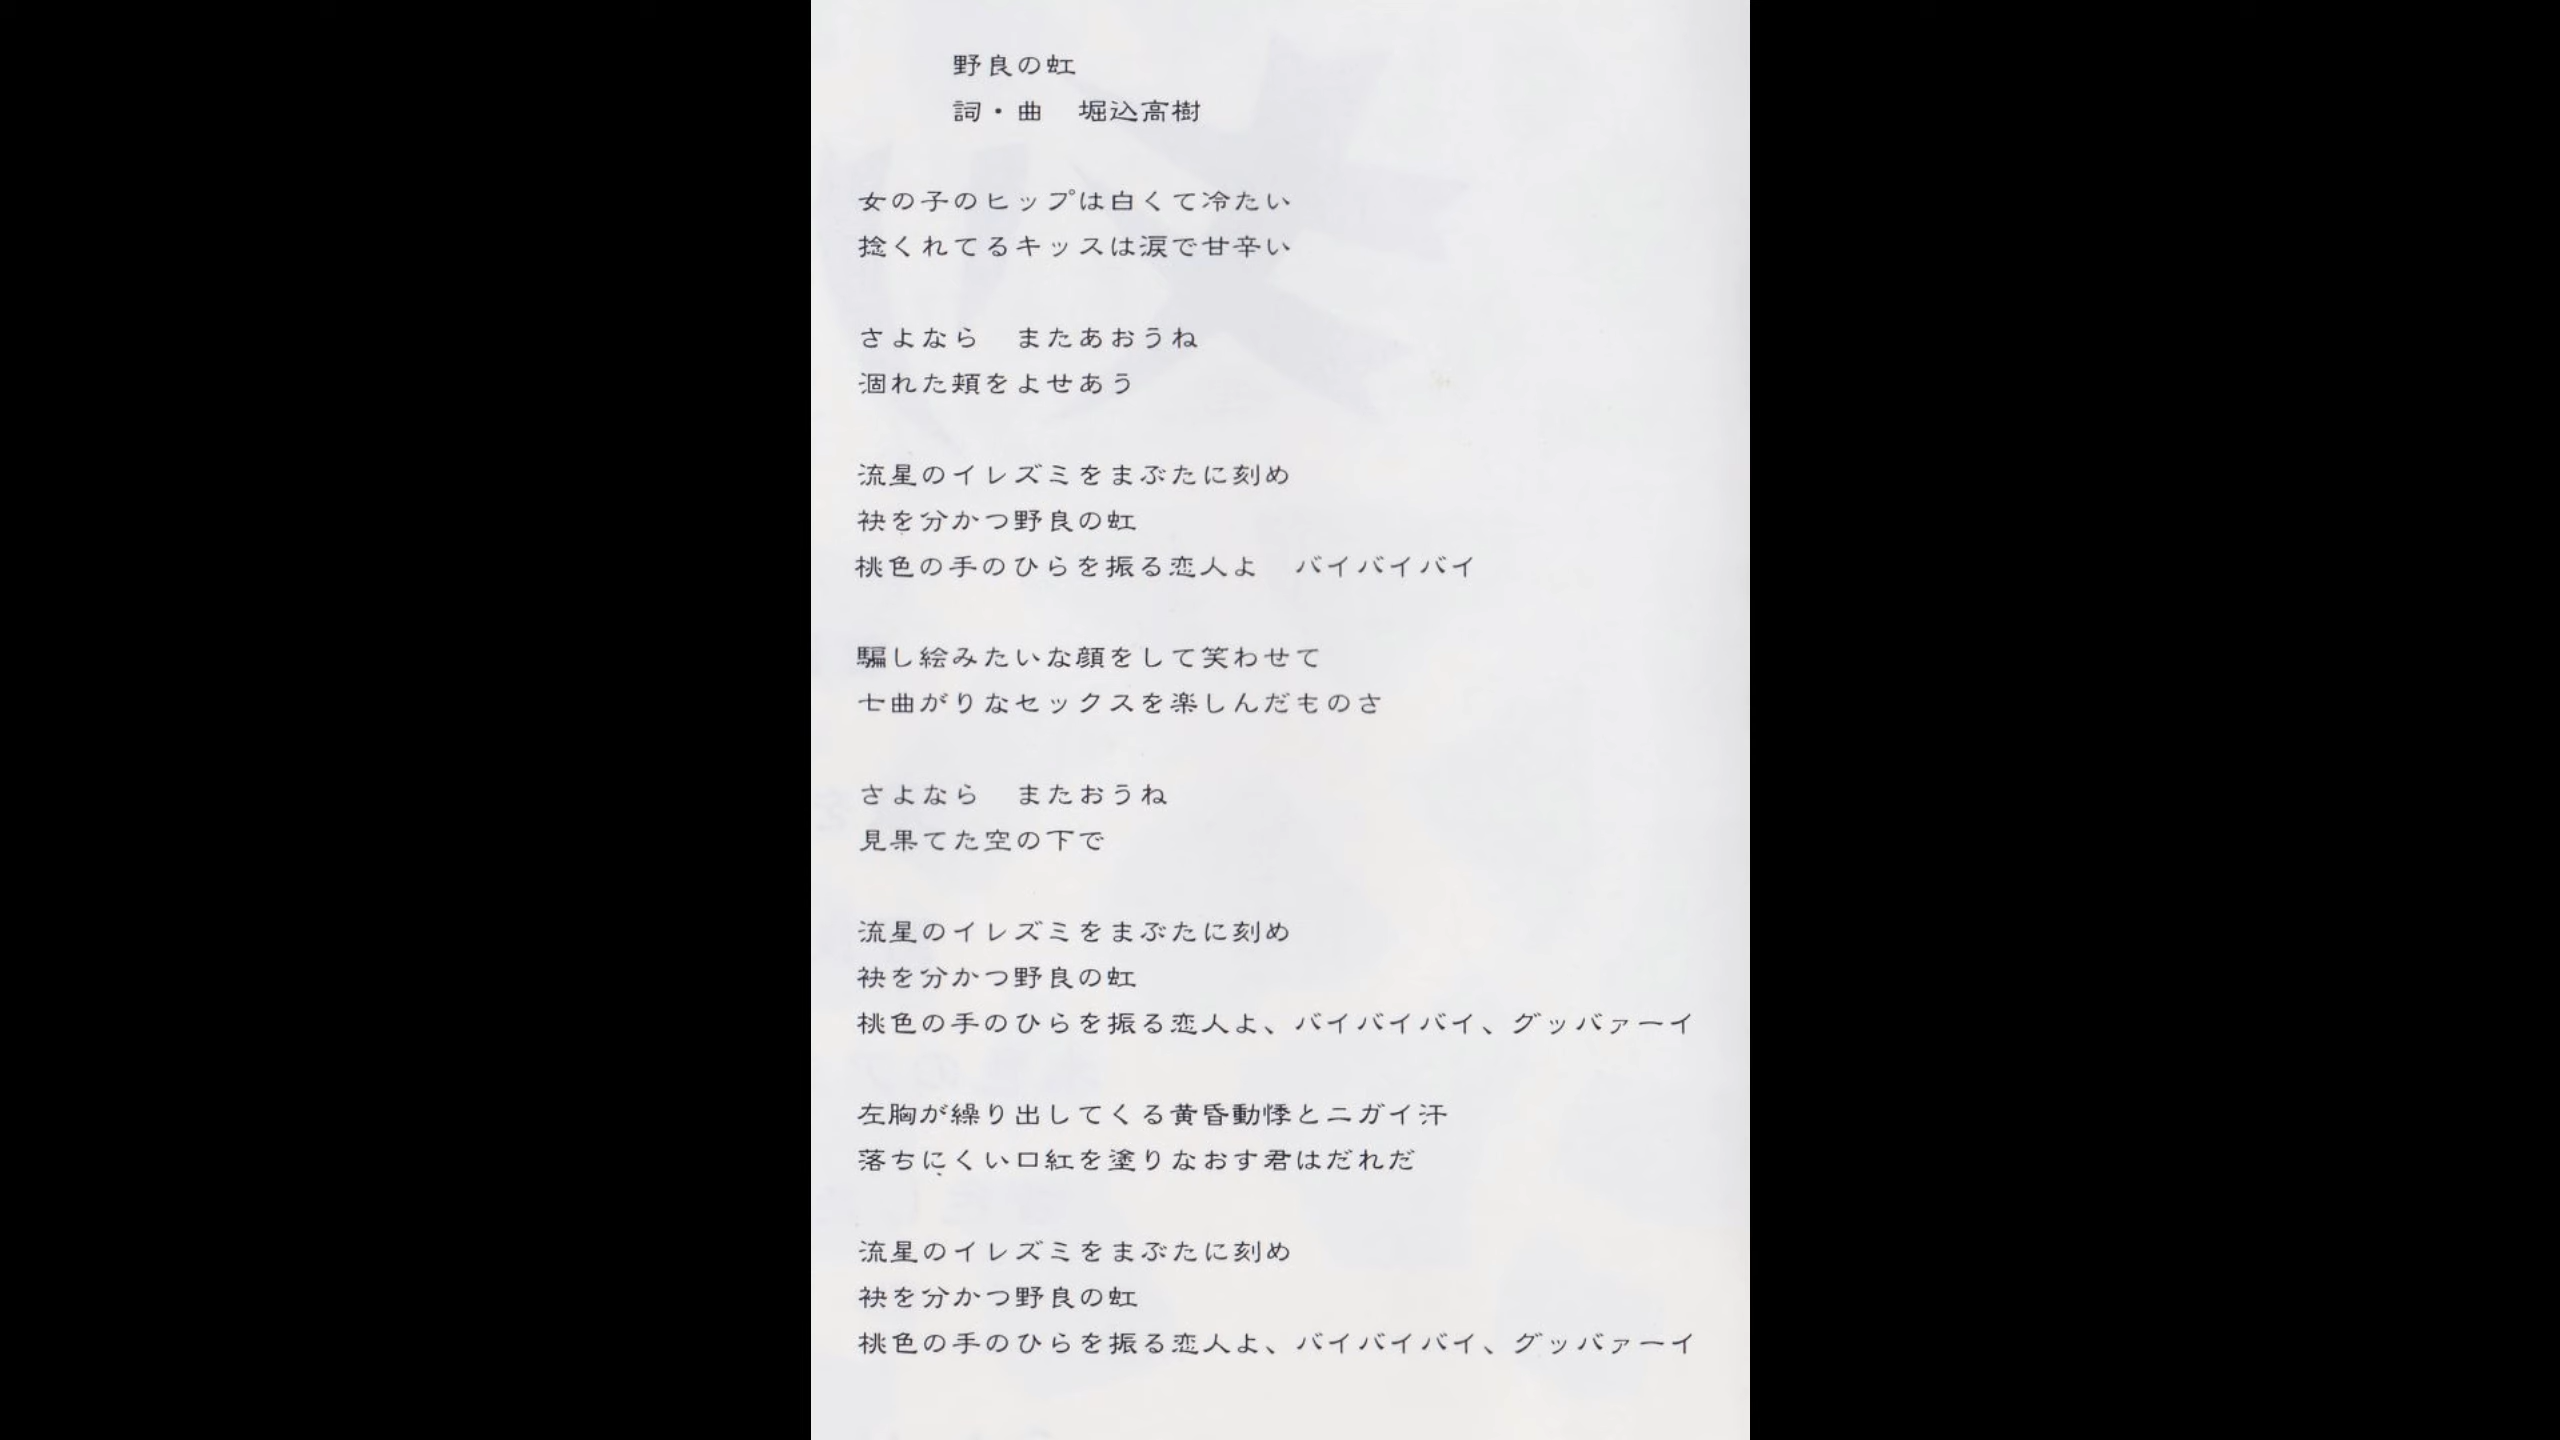 野良の虹
詞・曲　堀込高樹
女の子のヒップは白くて冷たい
捻くれてるキッスは涙で甘辛い
さよなら　またあおうね
涸れた頬をよせあう
流星のイレズミをまぶたに刻め
袂を分かつ野良の虹
桃色の手のひらを振る恋人よ　バイバイバイ
騙し絵みたいな顔をして笑わせて
七曲がりなセックスを楽しんだものさ
さよなら　またおうね
見果てた空の下で
流星のイレズミをまぶたに刻め
袂を分かつ野良の虹
桃色の手のひらを振る恋人よ、バイバイバイ、グッバァーイ
左胸が繰り出してくる黄昏動悸とニガイ汗
落ちにくい口紅を塗りなおす君はだれだ
流星のイレズミをまぶたに刻め
袂を分かつ野良の虹
桃色の手のひらを振る恋人よ、バイバイバイ、グッバァーイ